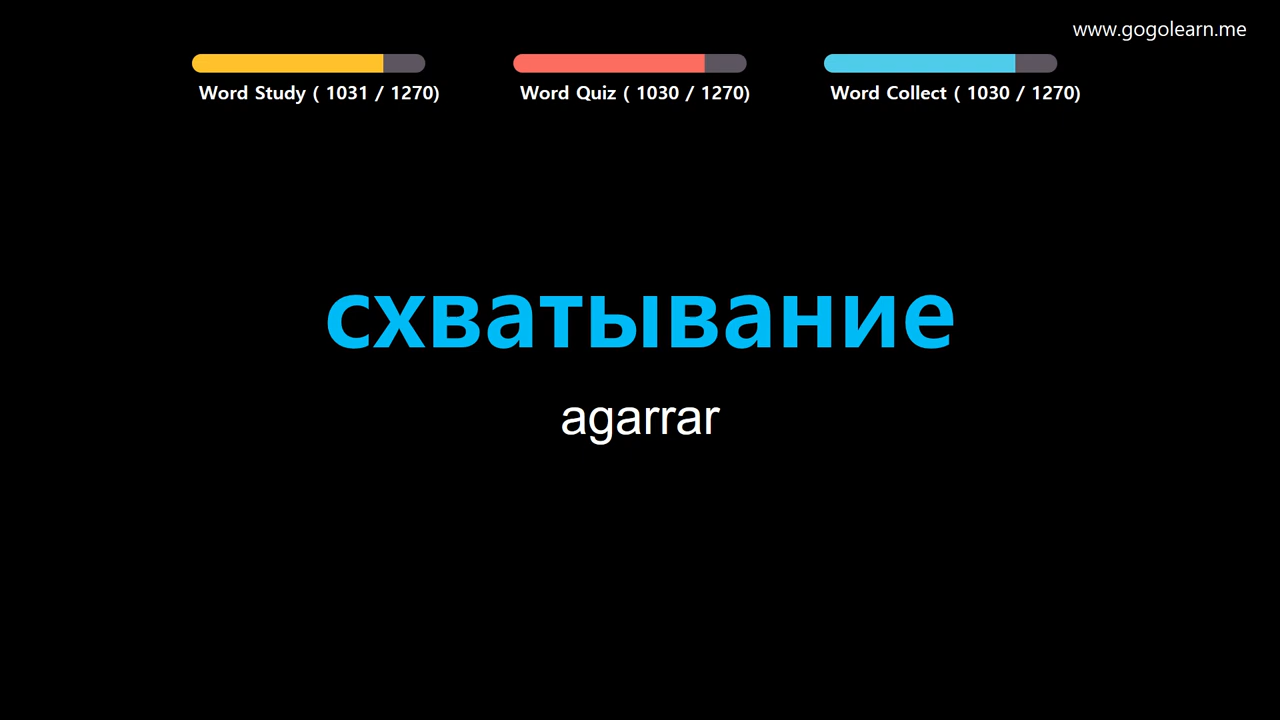 www.gogolearn.me
Word Study ( 1031 / 1270)
Word Quiz ( 1030 / 1270)
Word Collect ( 1030 / 1270)
схватывание
agarrar